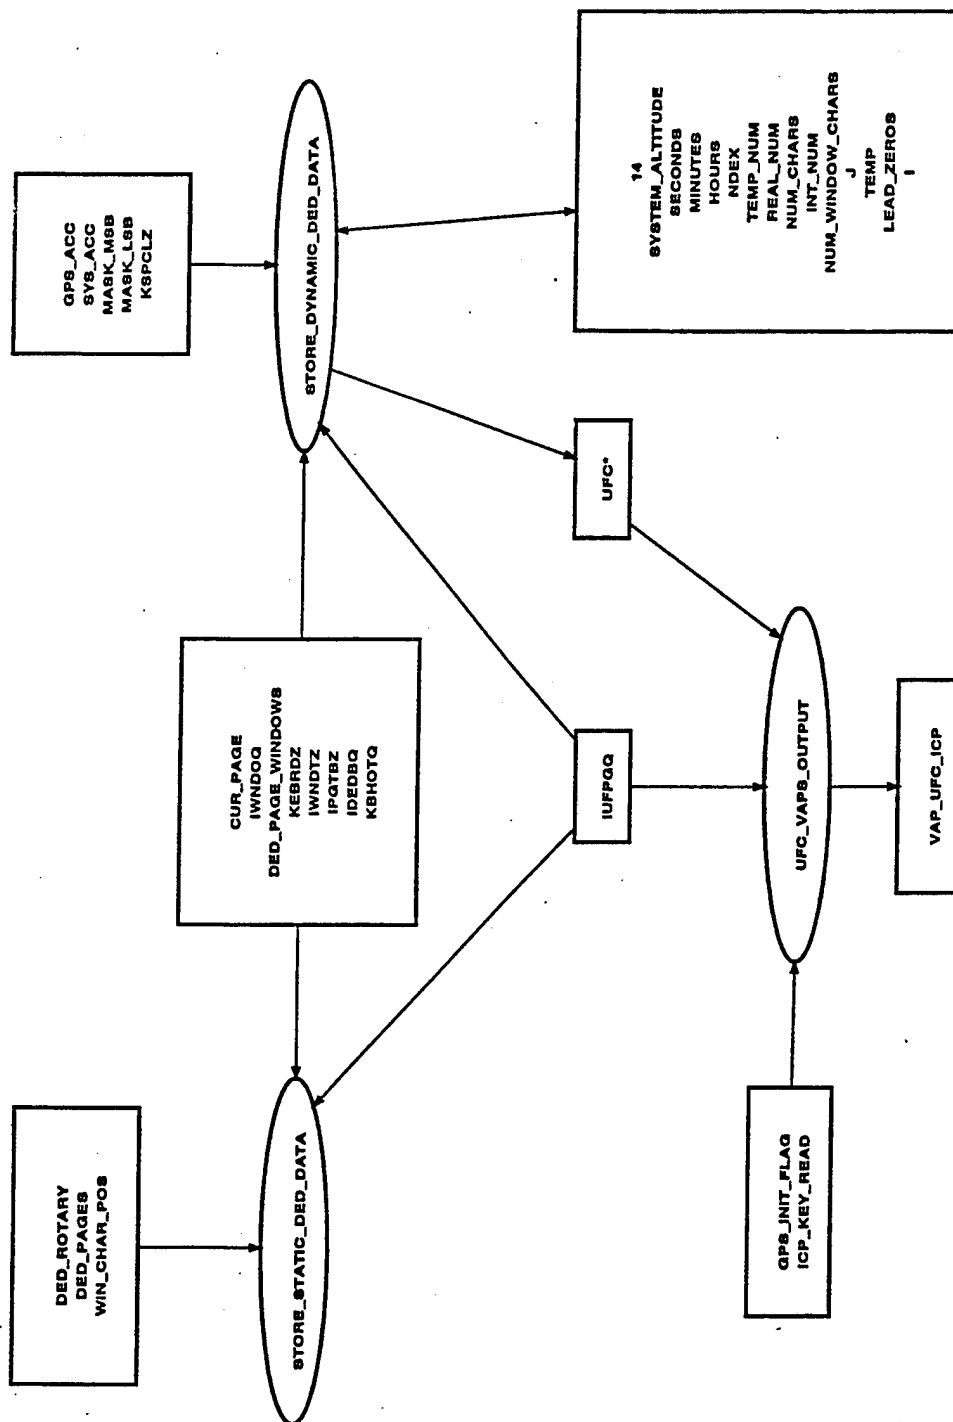 DED_ROTARY
DED_PAGES
WIN_CHAR_POS
STORE_STATIC_DED_DATA
CUR_PAGE
IWNDOQ
DED_PAGE_WINDOWS
KEBRDZ
IWNDTZ
IPGTBZ
IDEDBQ
KBHOTQ
GPS_ACC
SYS_ACC
MASK_MSB
MASK_LSB
KSPCLZ
STORE_DYNAMIC_DED_DATA
IUFPGQ
UFC*
14
SYSTEM_ALTITUDE
SECONDS
MINUTES
HOURS
NDEX
TEMP_NUM
REAL_NUM
NUM_CHARS
INT_NUM
NUM_WINDOW_CHARS
J
TEMP
LEAD_ZEROS
I
GPS_INIT_FLAG
ICP_KEY_READ
UFC_VAPS_OUTPUT
VAP_UFC_ICP